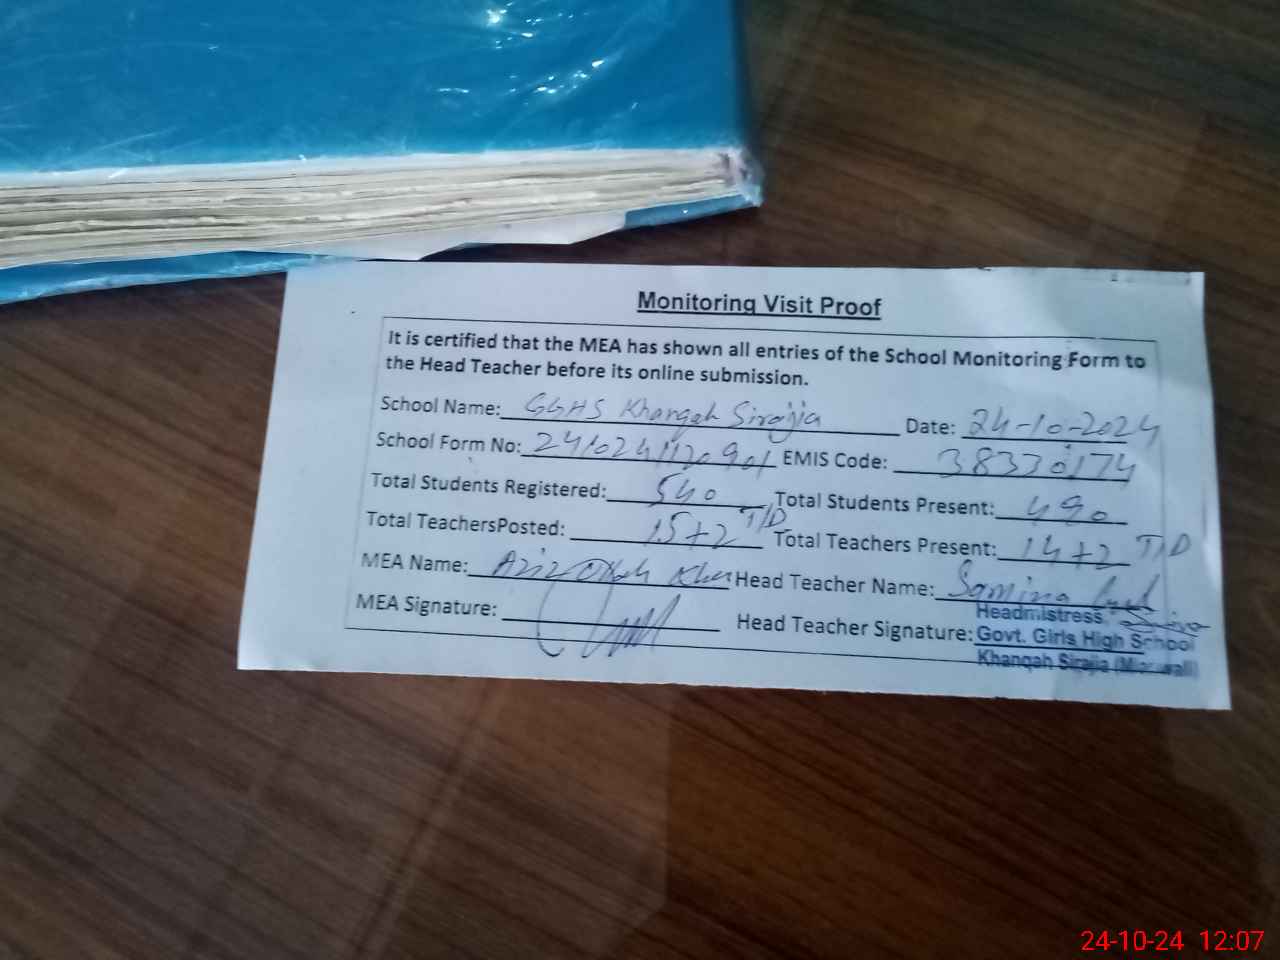 Monitoring Visit Proof
It is certified that the MEA has shown all entries of the School Monitoring Form to
the Head Teacher before its online submission.
School Name: GGHS Khanqah Sirajia Date: 24-10-2024
School Form No: EMIS Code: 38330174
Total Students Registered: 540 Total Students Present: 490
Total TeachersPosted: 15+2 T/D Total Teachers Present: 14+2 T/D
MEA Name: Head Teacher Name: Samina
MEA Signature: Head Teacher Signature:
Headmistress
Govt. Girls High School
Khanqah Sirajia (Mianwali)
24-10-24 12:07